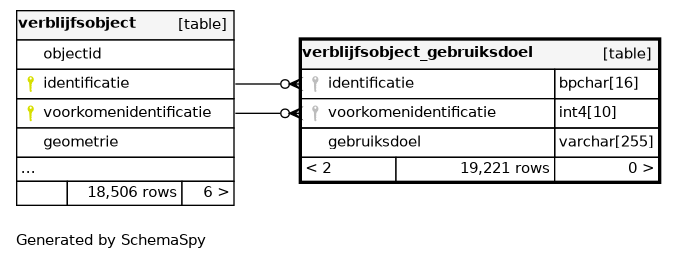 verblijfsobject [table]
objectid
identificatie
voorkomenidentificatie
geometrie
...
18,506 rows 6 >
verblijfsobject_gebruiksdoel [table]
identificatie bpchar[16]
voorkomenidentificatie int4[10]
gebruiksdoel varchar[255]
< 2 19,221 rows 0 >
Generated by SchemaSpy